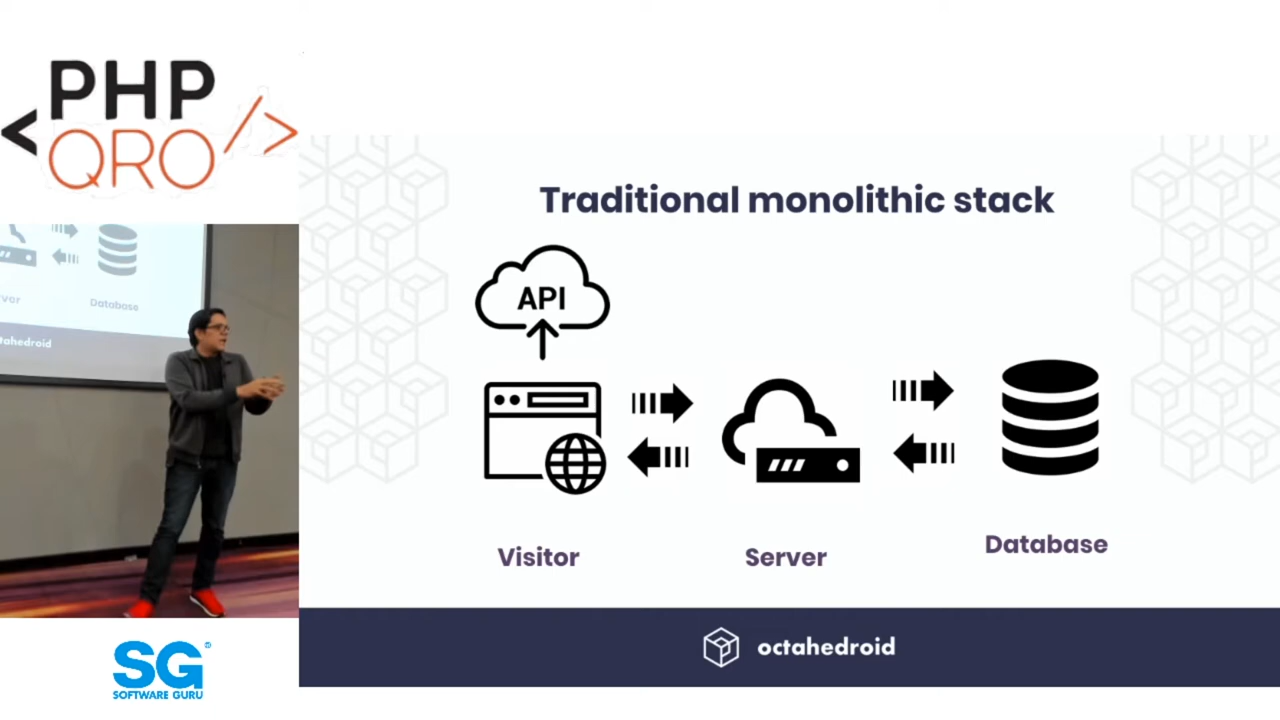 <PHP
QRO/>
Traditional monolithic stack
API
Visitor
Server
Database
octahedroid
Database
SG®
SOFTWARE GURU